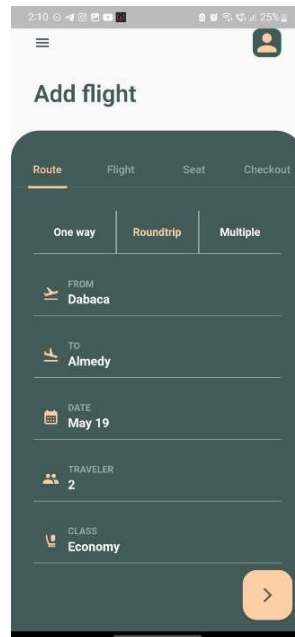 2:10
25%
Add flight
Route Flight Seat Checkout
One way Roundtrip Multiple
FROM
Dabaca
TO
Almedy
DATE
May 19
TRAVELER
2
CLASS
Economy